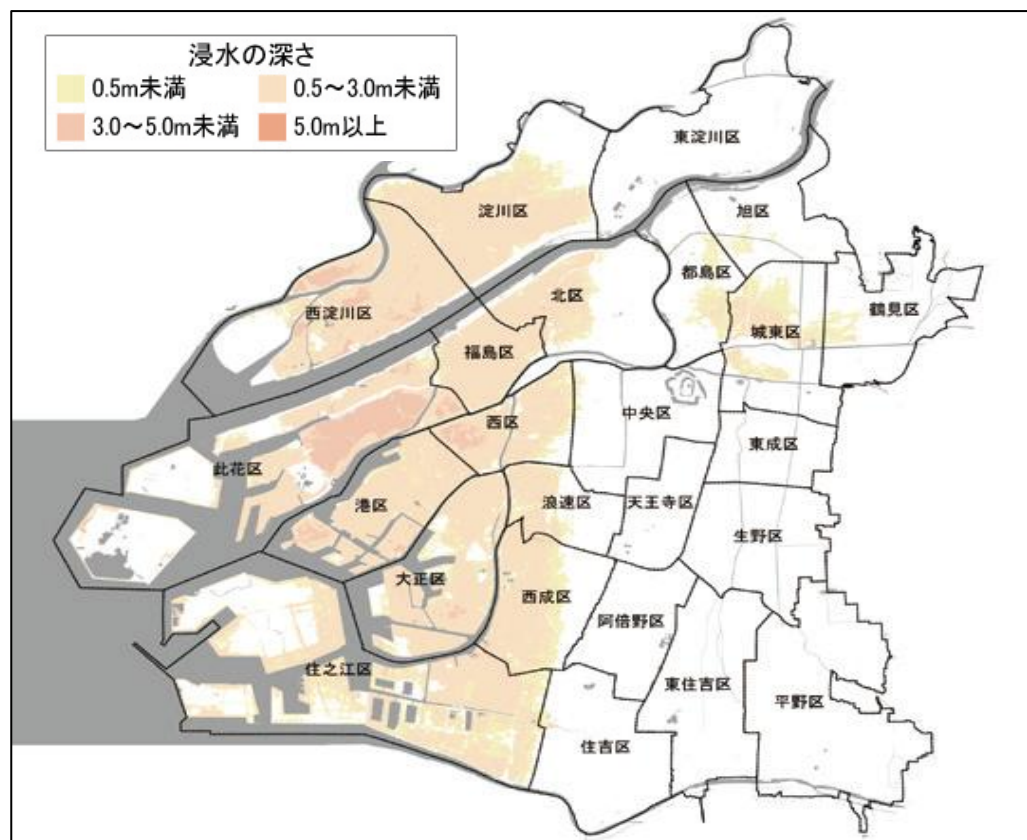 浸水の深さ
0.5m未満 0.5～3.0m未満
3.0～5.0m未満 5.0m以上
東淀川区
淀川区
旭区
都島区
北区
鶴見区
西淀川区
城東区
福島区
中央区
西区
東成区
此花区
港区
浪速区
天王寺区
生野区
大正区
西成区
阿倍野区
住之江区
東住吉区
平野区
住吉区